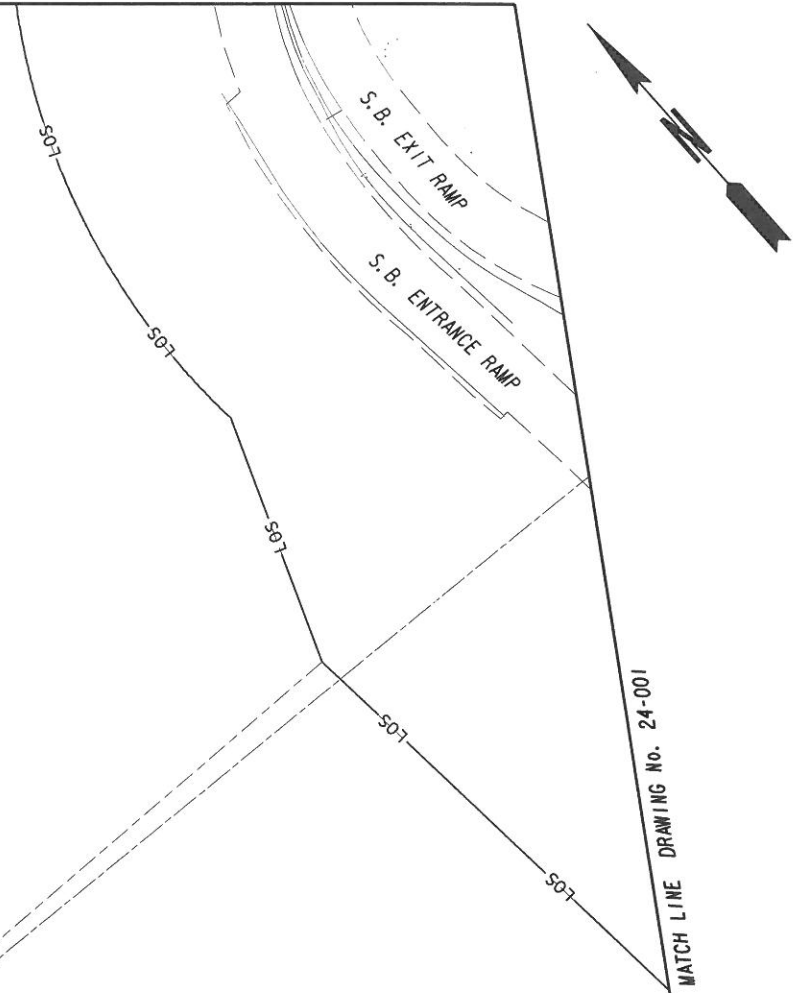 S.B. EXIT RAMP
N
LOS
S.B. ENTRANCE RAMP
LOS
LOS
LOS
LOS
MATCH LINE DRAWING No. 24-001